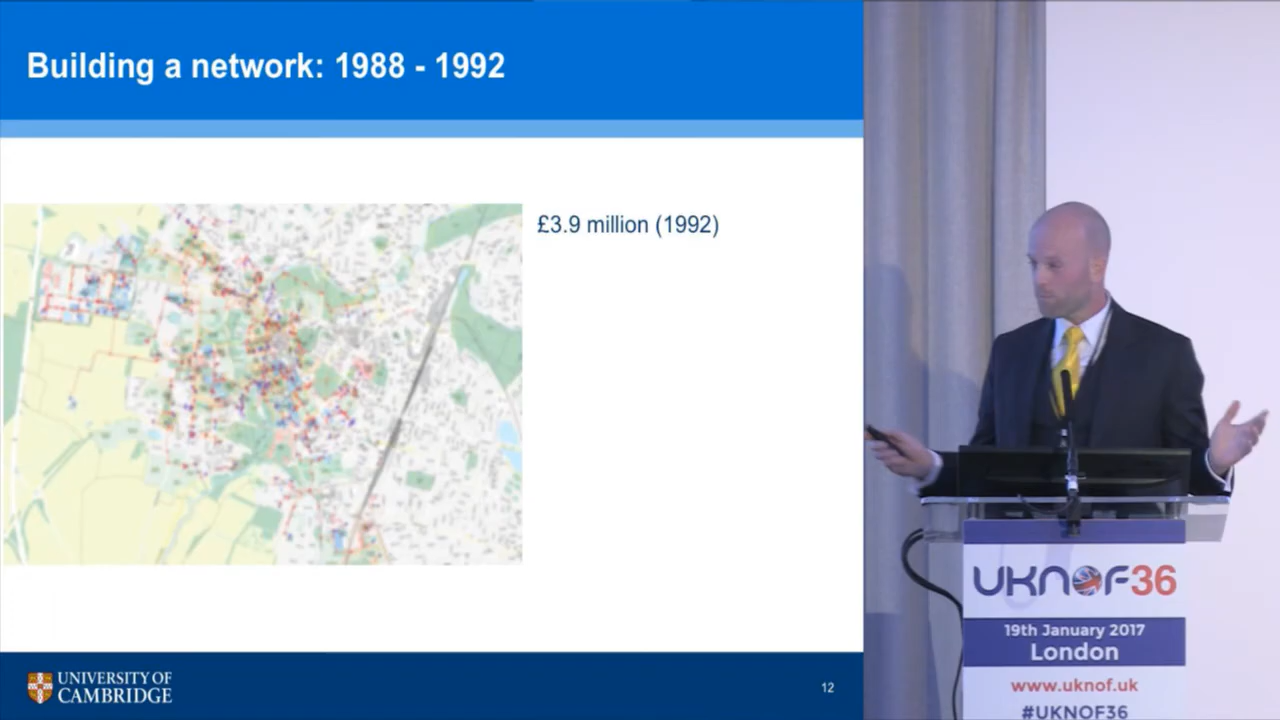 Building a network: 1988 - 1992
£3.9 million (1992)
UNIVERSITY OF
CAMBRIDGE
12
UKNOF36
19th January 2017
London
www.uknof.uk
#UKNOF36